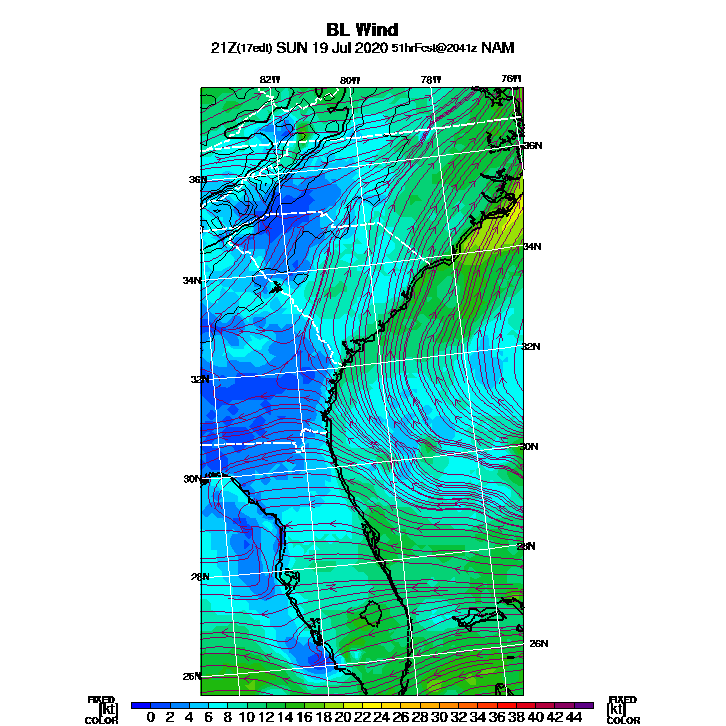 BL Wind
21Z(17edt) SUN 19 Jul 2020 51hrFcst@2041z NAM
82W 80W 78W 76W
36N
36N
34N
34N
32N
32N
30N
30N
28N
28N
26N
26N
FIXED FIXED
[kt] 0 2 4 6 8 10 12 14 16 18 20 22 24 26 28 30 32 34 36 38 40 42 44 [kt]
COLOR COLOR